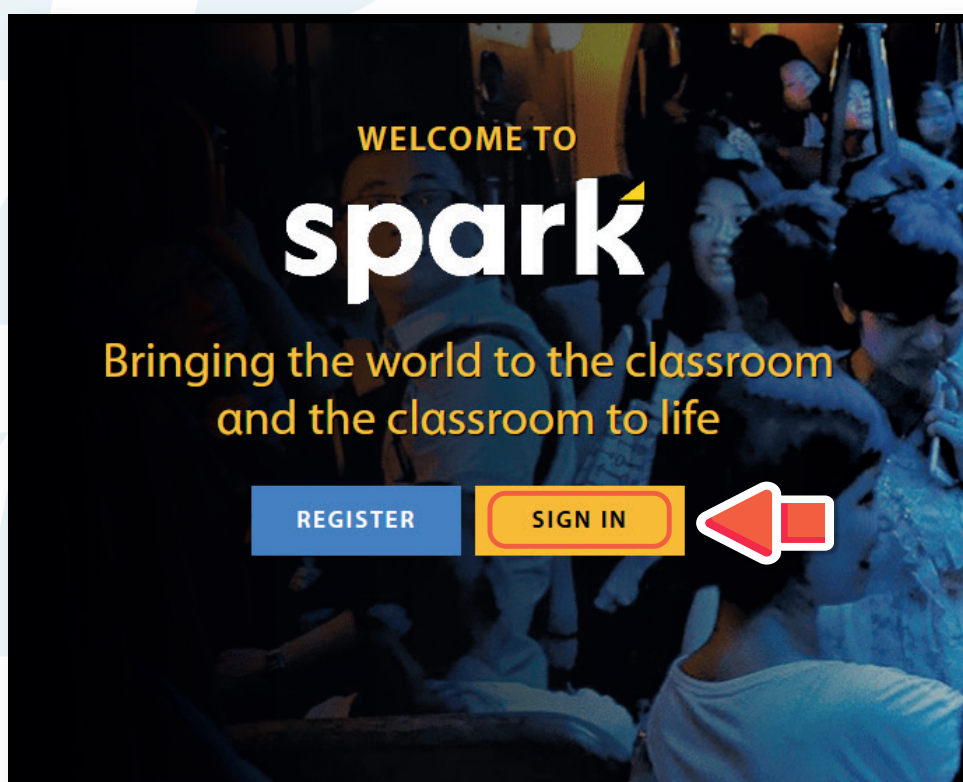 WELCOME TO
spark
Bringing the world to the classroom
and the classroom to life
REGISTER
SIGN IN